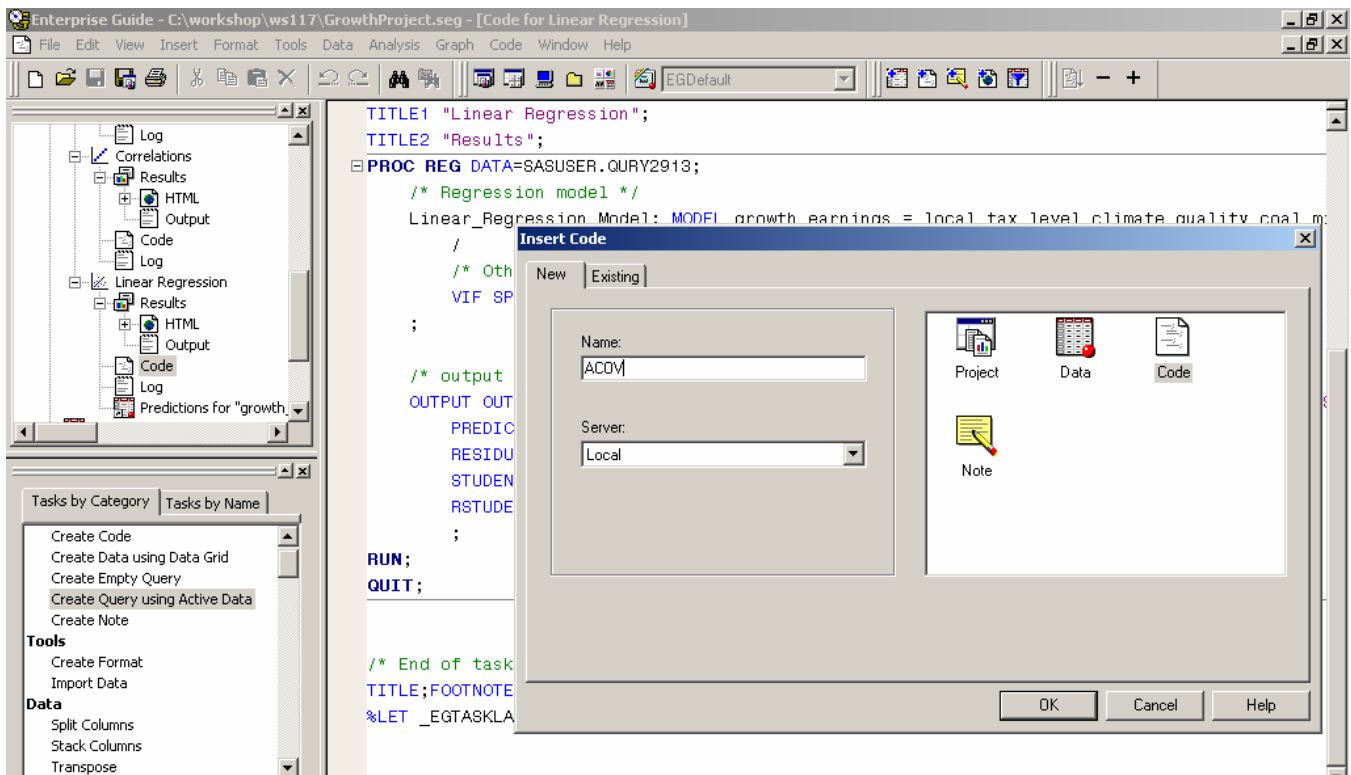 Enterprise Guide - C:\workshop\ws117\GrowthProject.seg - [Code for Linear Regression]
File Edit View Insert Format Tools Data Analysis Graph Code Window Help
EGDefault
Log
Correlations
Results
HTML
Output
Code
Log
Linear Regression
Results
HTML
Output
Code
Log
Predictions for "growth_
Tasks by Category
Tasks by Name
Create Code
Create Data using Data Grid
Create Empty Query
Create Query using Active Data
Create Note
Tools
Create Format
Import Data
Data
Split Columns
Stack Columns
Transpose
TITLE1 "Linear Regression";
TITLE2 "Results";
PROC REG DATA=SASUSER.QURY2913;
/* Regression model */
Linear_Regression_Model: MODEL growth_earnings = local_tax_level climate_quality coal_m
/
/* Oth
VIF SP
;
/* output
OUTPUT OUT
PREDIC
RESIDU
STUDEN
RSTUDE
;
RUN;
QUIT;
/* End of task
TITLE;FOOTNOTE
%LET _EGTASKLA
Insert Code
New
Existing
Name:
ACOV
Server:
Local
Project
Data
Code
Note
OK
Cancel
Help